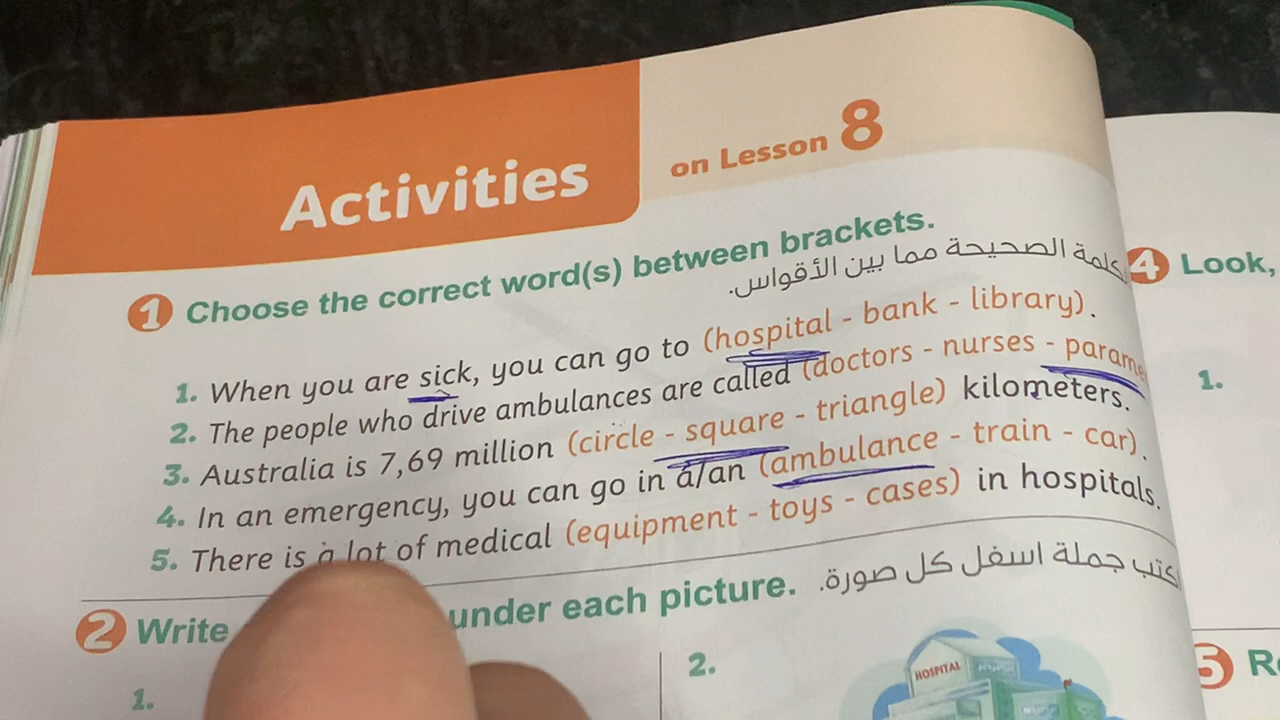 Activities
on Lesson 8
1 Choose the correct word(s) between brackets.
الصحيحة مما بين الأقواس.
1. When you are sick, you can go to (hospital - bank - library).
2. The people who drive ambulances are called (doctors - nurses -
3. Australia is 7,69 million (circle - square - triangle) kilometers.
4. In an emergency, you can go in a/an (ambulance - train - car).
5. There is a lot of medical (equipment - toys - cases) in hospitals.
2 Write under each picture.
جملة اسفل كل صورة.
1.
2.
HOSPITAL
4 Look,
1.
5